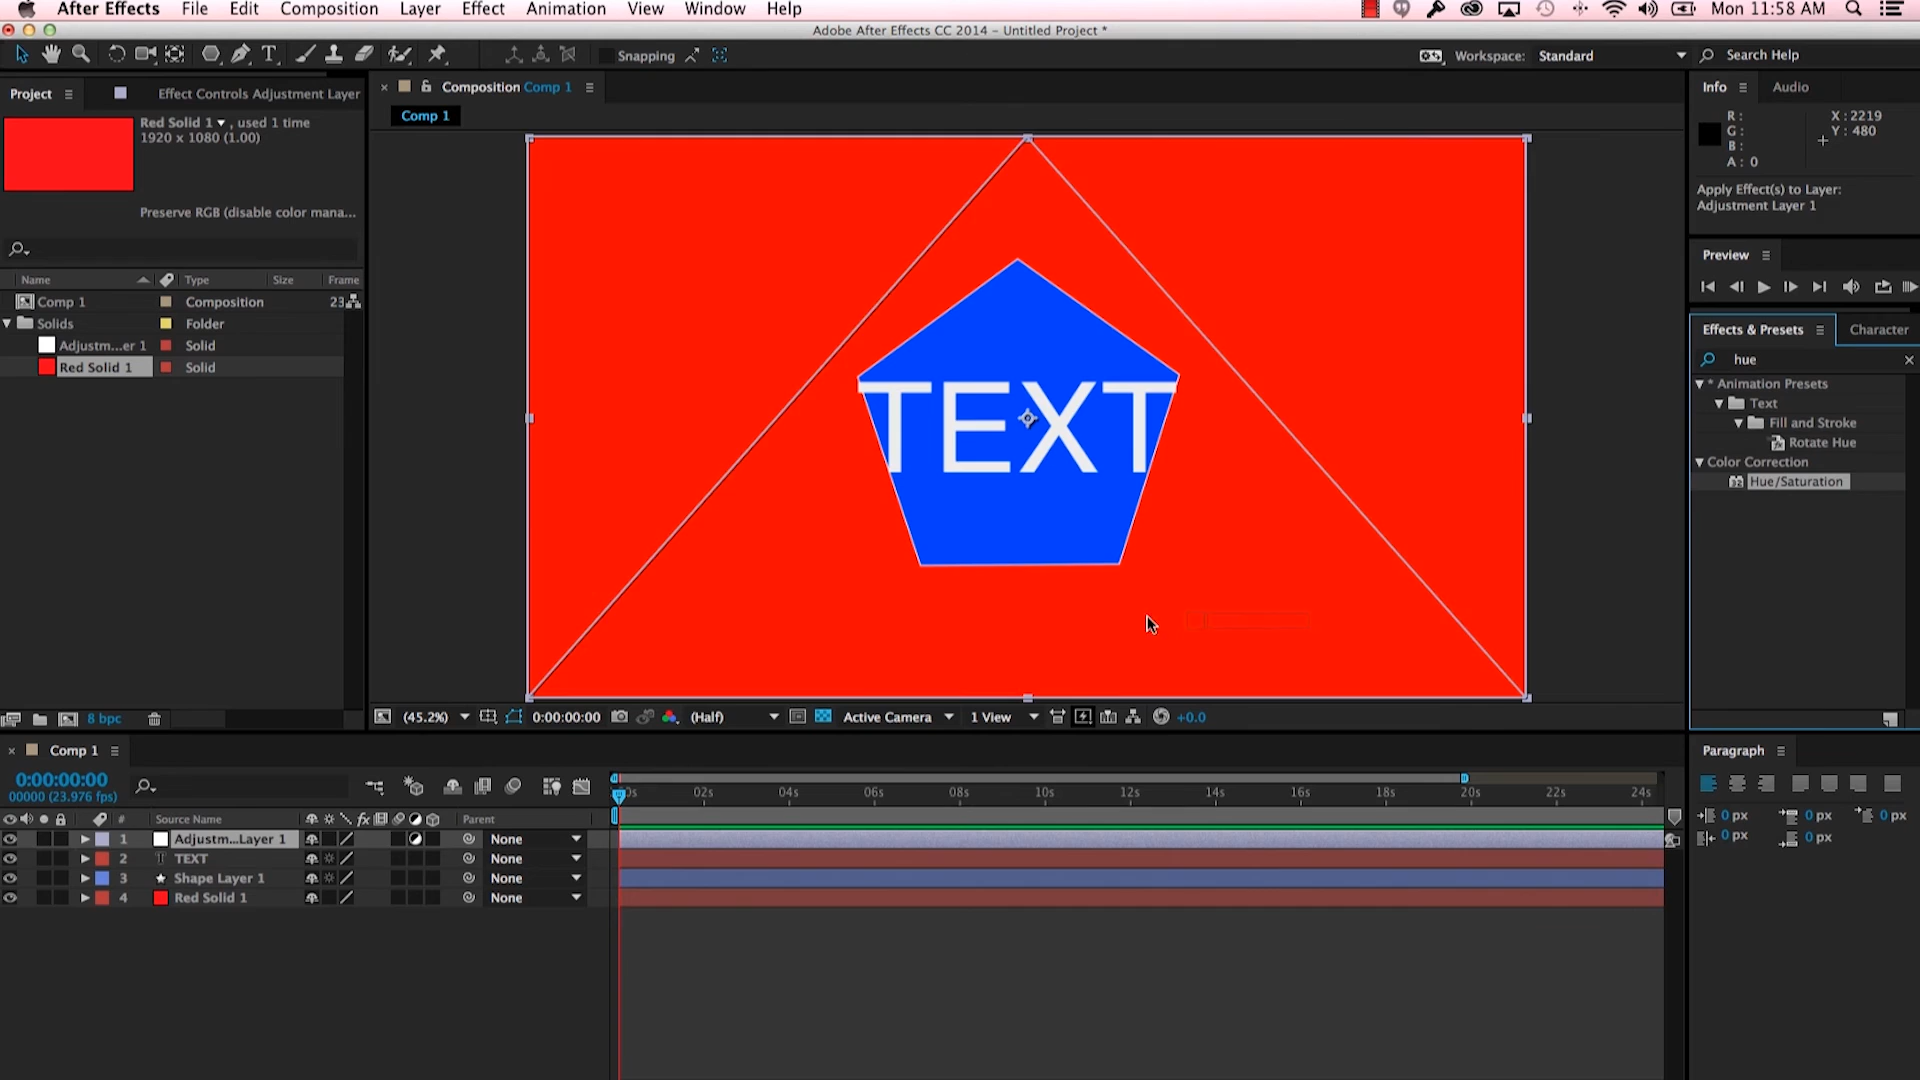 After Effects File Edit Composition Layer Effect Animation View Window Help Mon 11:58 AM
Adobe After Effects CC 2014 - Untitled Project *
T Snapping Workspace: Standard Search Help
Project Effect Controls Adjustment Layer
Composition Comp 1
Info Audio
Comp 1
Red Solid 1 , used 1 time
1920 x 1080 (1.00)
Preserve RGB (disable color mana...
R :
G :
B :
A : 0
X : 2219
Y : 480
Apply Effect(s) to Layer:
Adjustment Layer 1
Name Type Size Frame
Comp 1 Composition 23
Solids Folder
Adjustm...er 1 Solid
Red Solid 1 Solid
TEXT
Preview
Effects & Presets Character
hue
* Animation Presets
Text
Fill and Stroke
Rotate Hue
Color Correction
Hue/Saturation
8 bpc
(45.2%) 0:00:00:00 (Half) Active Camera 1 View +0.0
Comp 1
0:00:00:00
00000 (23.976 fps)
02s 04s 06s 08s 10s 12s 14s 16s 18s 20s 22s 24s
# Source Name fx Parent
1 Adjustm...Layer 1 None
2 T TEXT None
3 Shape Layer 1 None
4 Red Solid 1 None
Paragraph
0 px 0 px 0 px
0 px 0 px